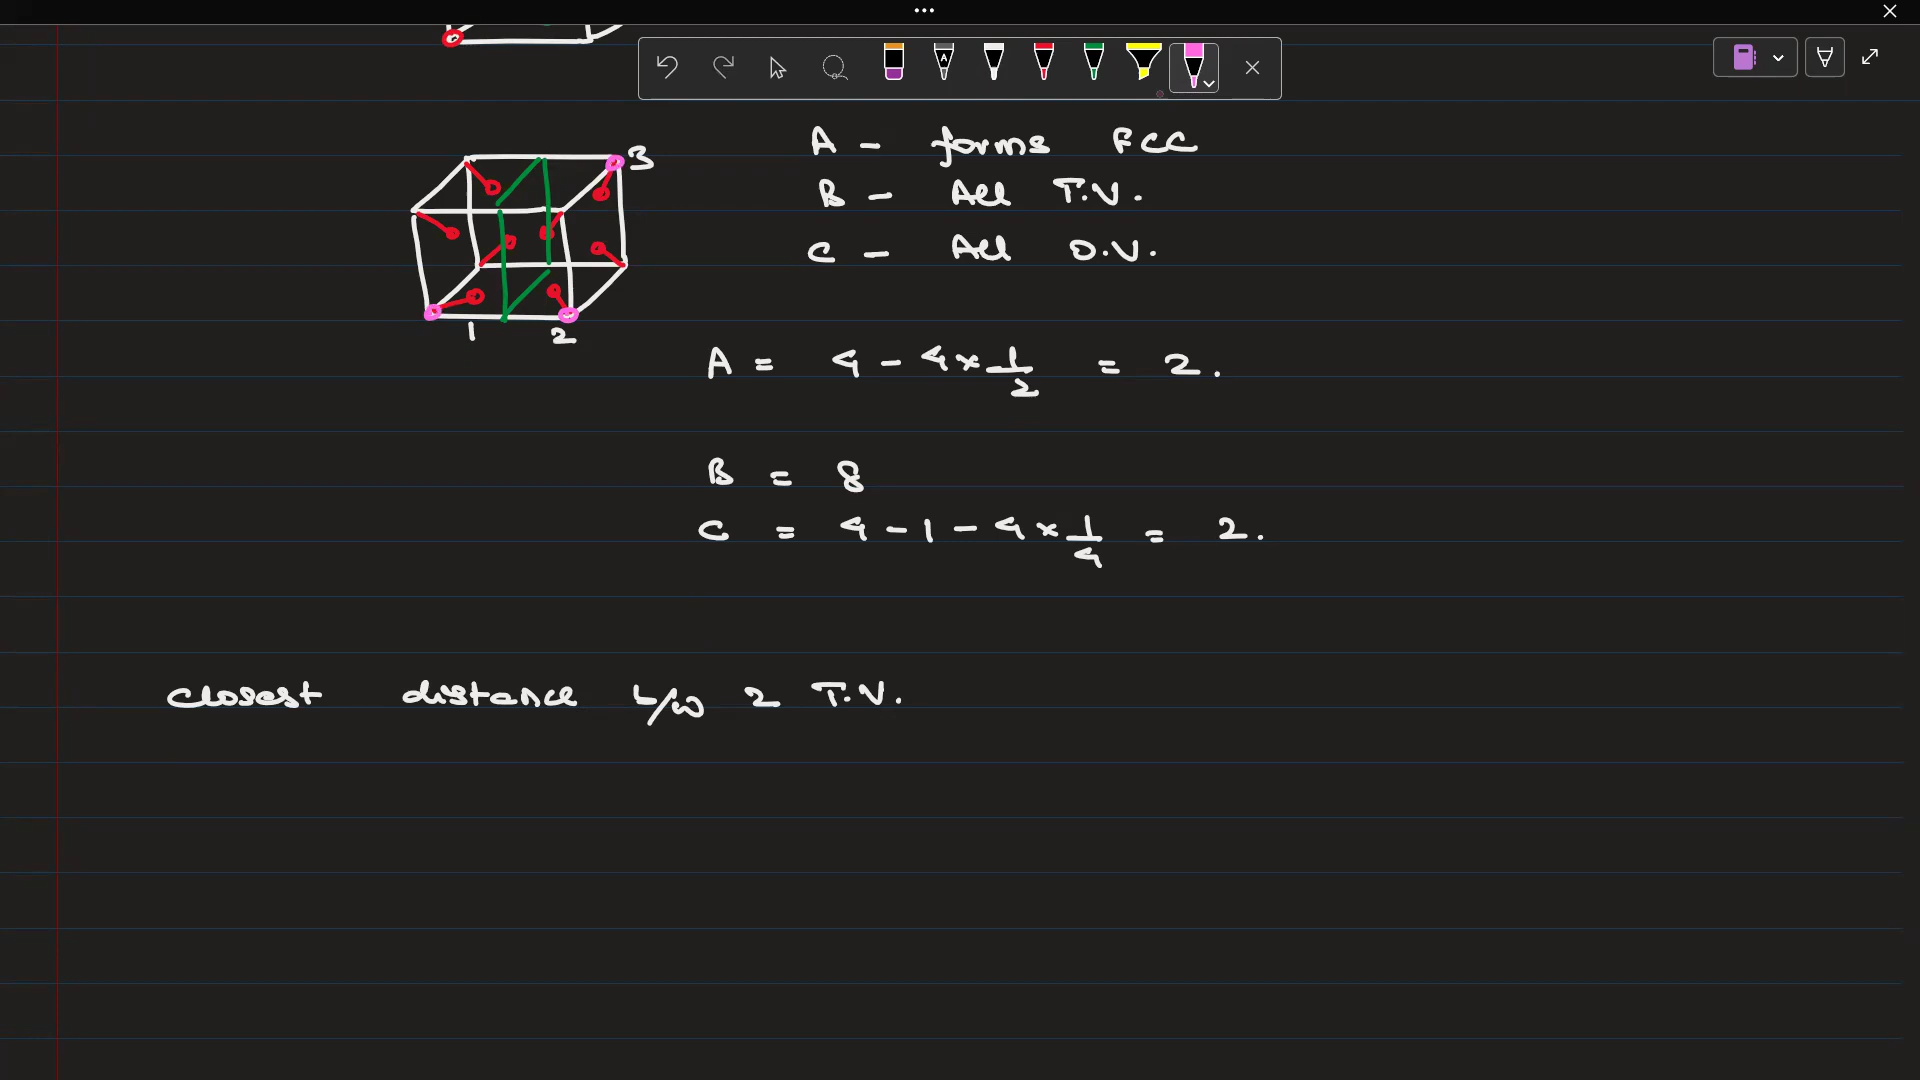 A - forms FCC
3
B - All T.V.
C - All O.V.
1 2
A = 4 - 4 × 1/2 = 2.
B = 8
C = 4 - 1 - 4 × 1/4 = 2.
closest distance b/w 2 T.V.